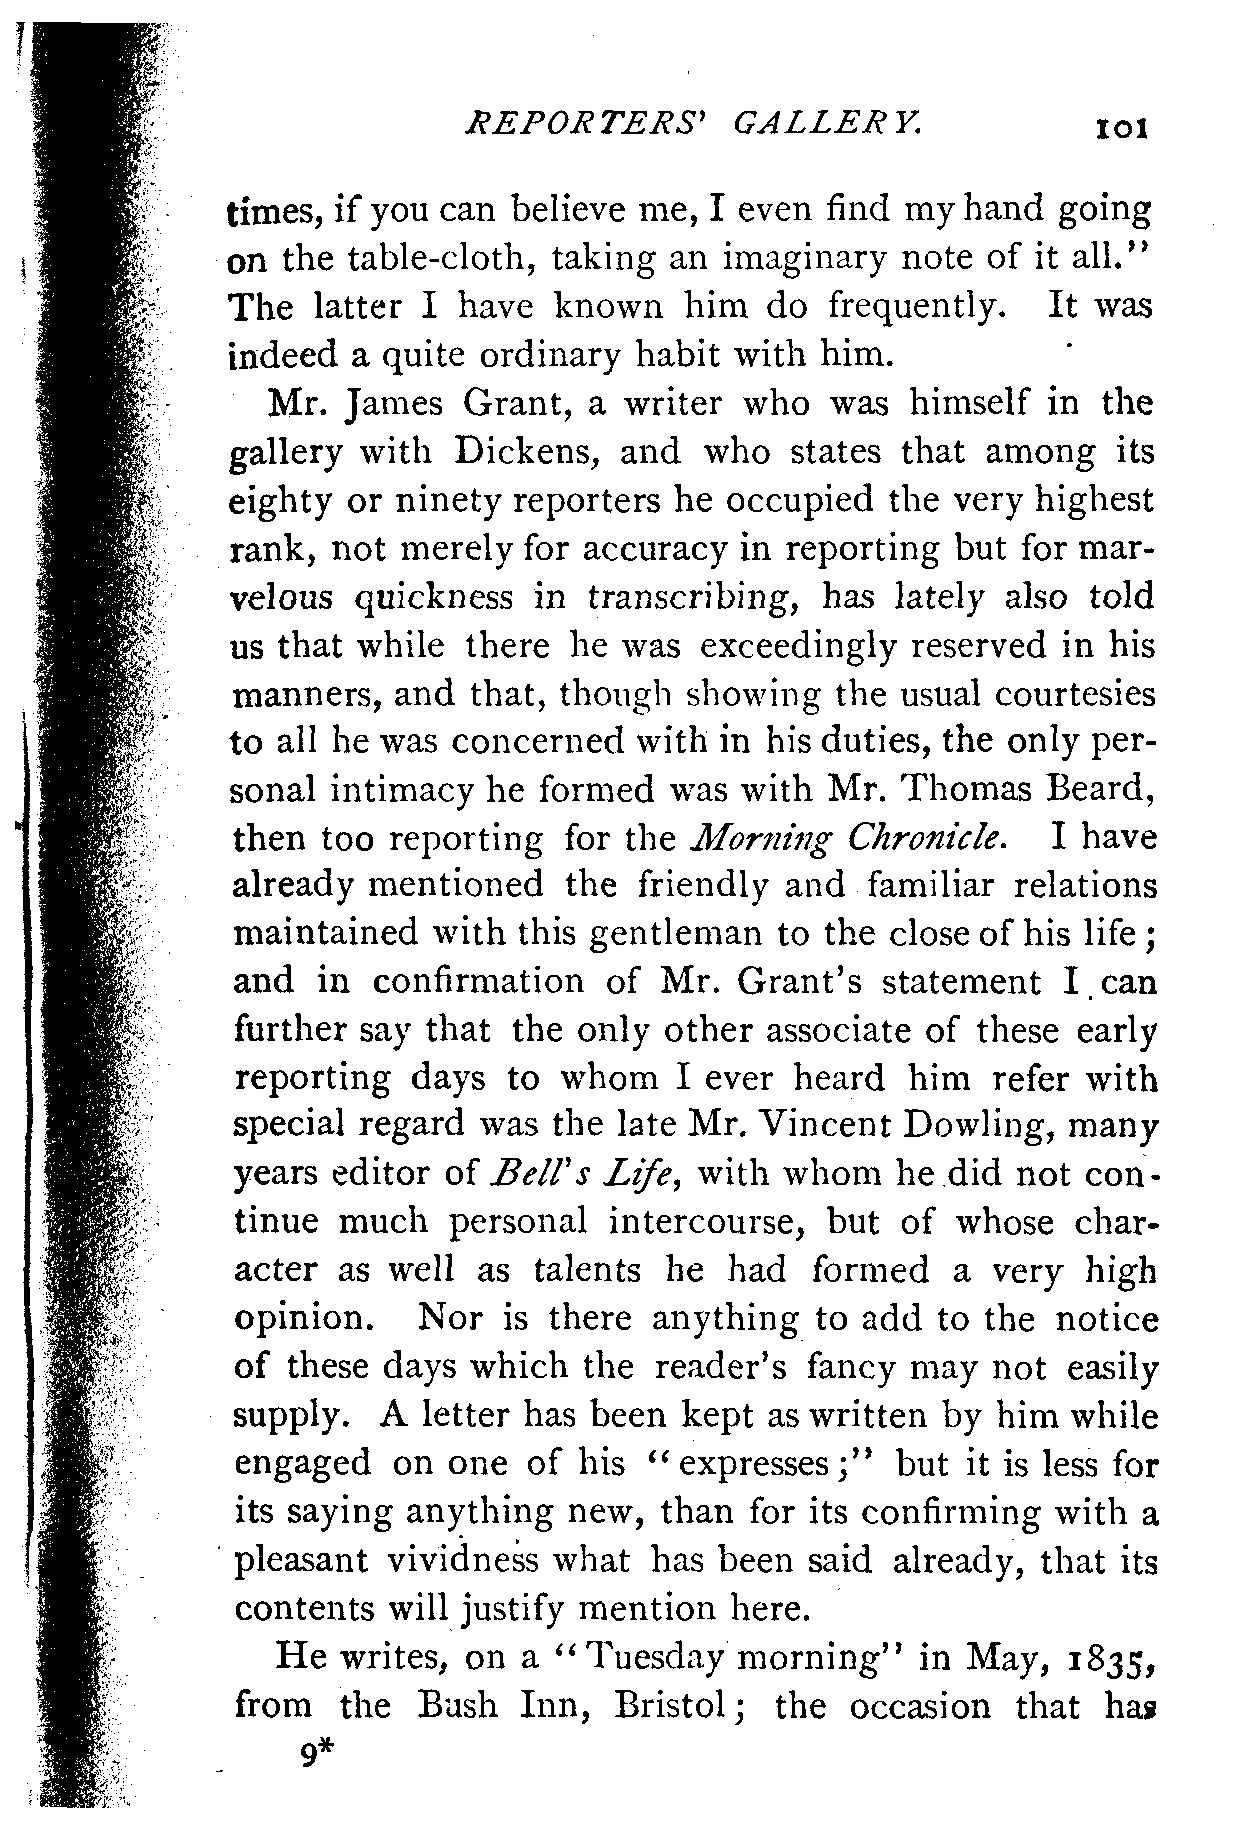 REPORTERS' GALLERY. 101
times, if you can believe me, I even find my hand going
on the table-cloth, taking an imaginary note of it all."
The latter I have known him do frequently. It was
indeed a quite ordinary habit with him.
Mr. James Grant, a writer who was himself in the
gallery with Dickens, and who states that among its
eighty or ninety reporters he occupied the very highest
rank, not merely for accuracy in reporting but for mar-
velous quickness in transcribing, has lately also told
us that while there he was exceedingly reserved in his
manners, and that, though showing the usual courtesies
to all he was concerned with in his duties, the only per-
sonal intimacy he formed was with Mr. Thomas Beard,
then too reporting for the Morning Chronicle. I have
already mentioned the friendly and familiar relations
maintained with this gentleman to the close of his life;
and in confirmation of Mr. Grant's statement I can
further say that the only other associate of these early
reporting days to whom I ever heard him refer with
special regard was the late Mr. Vincent Dowling, many
years editor of Bell's Life, with whom he did not con-
tinue much personal intercourse, but of whose char-
acter as well as talents he had formed a very high
opinion. Nor is there anything to add to the notice
of these days which the reader's fancy may not easily
supply. A letter has been kept as written by him while
engaged on one of his "expresses;" but it is less for
its saying anything new, than for its confirming with a
pleasant vividness what has been said already, that its
contents will justify mention here.
He writes, on a "Tuesday morning" in May, 1835,
from the Bush Inn, Bristol; the occasion that has
9*